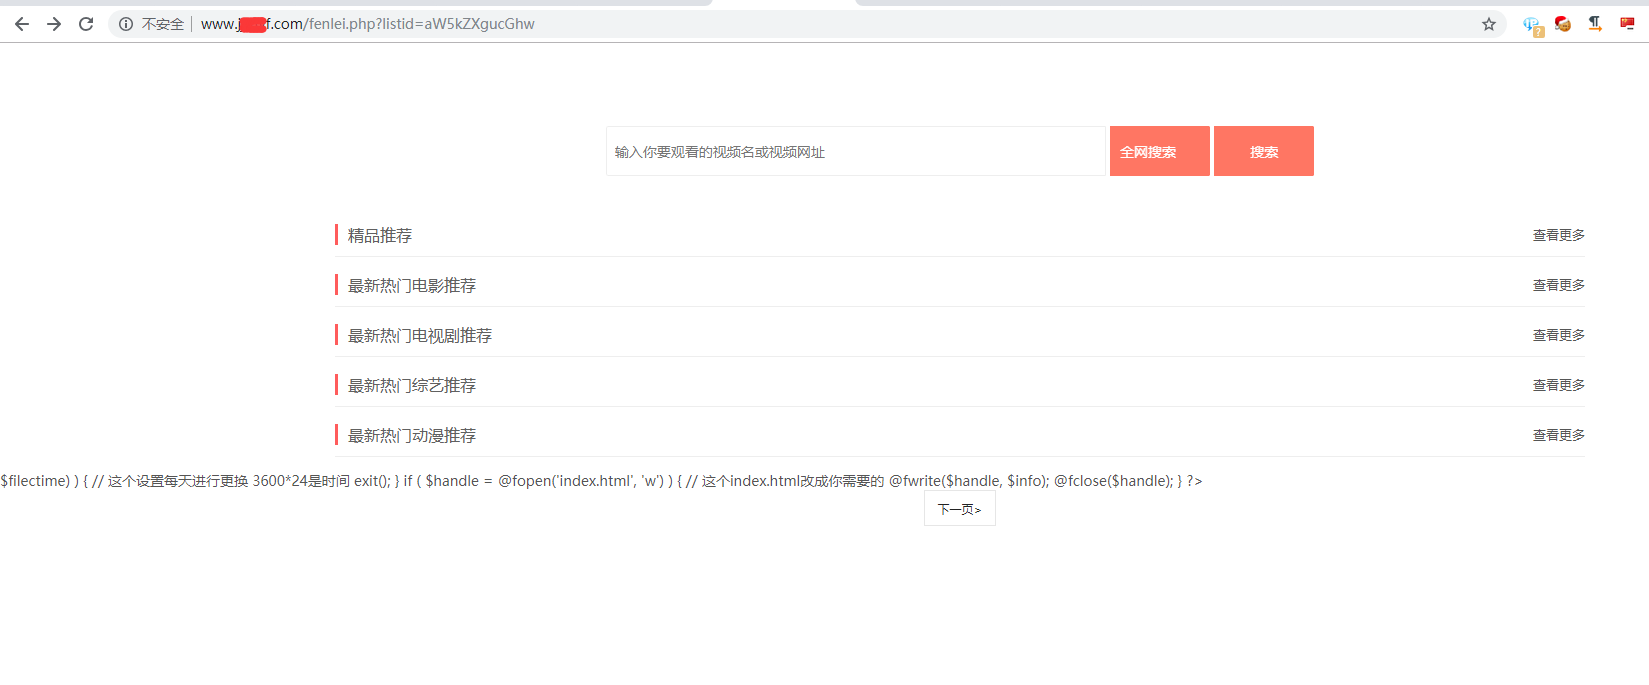 不安全 www.j f.com/fenlei.php?listid=aW5kZXgucGhw
输入你要观看的视频名或视频网址 全网搜索 搜索
精品推荐 查看更多
最新热门电影推荐 查看更多
最新热门电视剧推荐 查看更多
最新热门综艺推荐 查看更多
最新热门动漫推荐 查看更多
$filectime) ) { // 这个设置每天进行更换 3600*24是时间 exit(); } if ( $handle = @fopen('index.html', 'w') ) { // 这个index.html改成你需要的 @fwrite($handle, $info); @fclose($handle); } ?>
下一页>